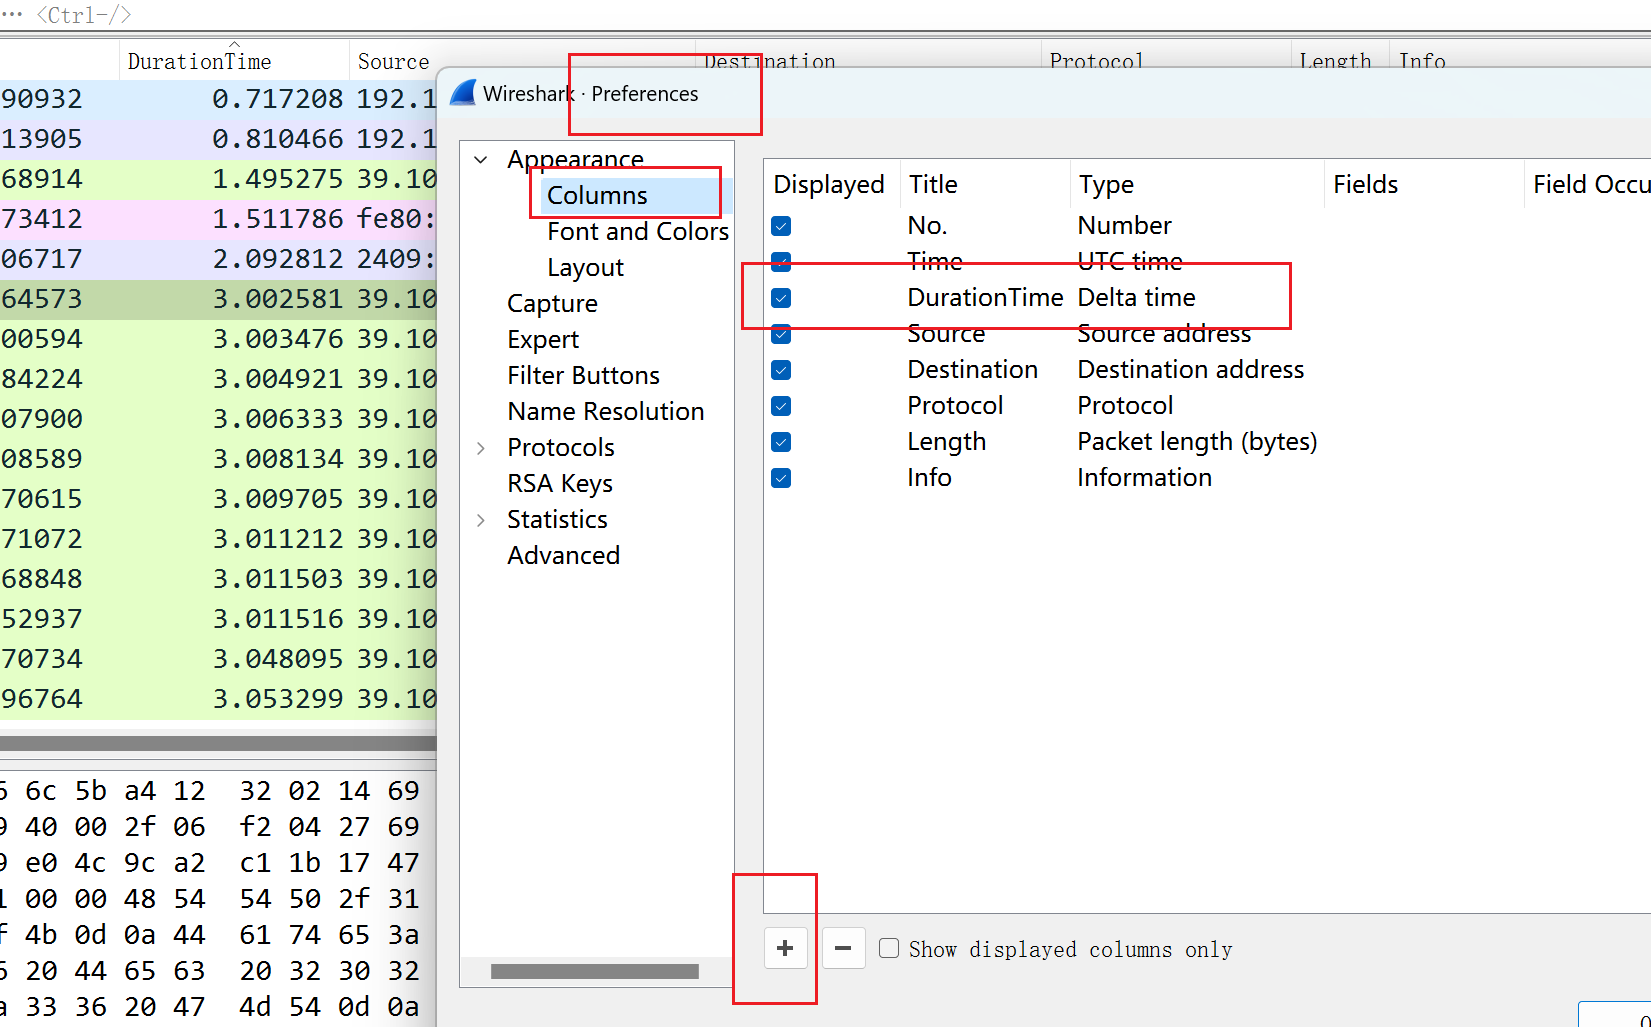 ··· <Ctrl-/>
DurationTime Source Destination Protocol Length Info
90932 0.717208 192.1
13905 0.810466 192.1
68914 1.495275 39.10
73412 1.511786 fe80:
06717 2.092812 2409:
64573 3.002581 39.10
00594 3.003476 39.10
84224 3.004921 39.10
07900 3.006333 39.10
08589 3.008134 39.10
70615 3.009705 39.10
71072 3.011212 39.10
68848 3.011503 39.10
52937 3.011516 39.10
70734 3.048095 39.10
96764 3.053299 39.10
6c 5b a4 12 32 02 14 69
40 00 2f 06 f2 04 27 69
e0 4c 9c a2 c1 1b 17 47
00 00 48 54 54 50 2f 31
4b 0d 0a 44 61 74 65 3a
20 44 65 63 20 32 30 32
33 36 20 47 4d 54 0d 0a
Wireshark · Preferences
Appearance
Columns
Font and Colors
Layout
Capture
Expert
Filter Buttons
Name Resolution
Protocols
RSA Keys
Statistics
Advanced
Displayed Title Type Fields Field Occu
No. Number
Time UTC time
DurationTime Delta time
Source Source address
Destination Destination address
Protocol Protocol
Length Packet length (bytes)
Info Information
+ − Show displayed columns only